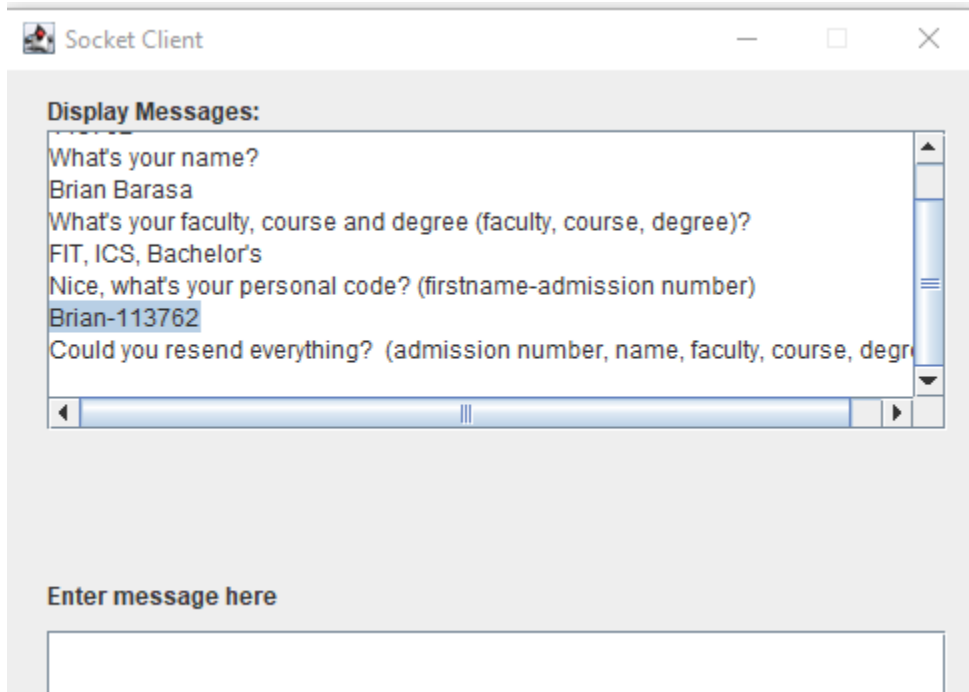 Socket Client
Display Messages:
What's your name?
Brian Barasa
What's your faculty, course and degree (faculty, course, degree)?
FIT, ICS, Bachelor's
Nice, what's your personal code? (firstname-admission number)
Brian-113762
Could you resend everything?  (admission number, name, faculty, course, degr
Enter message here